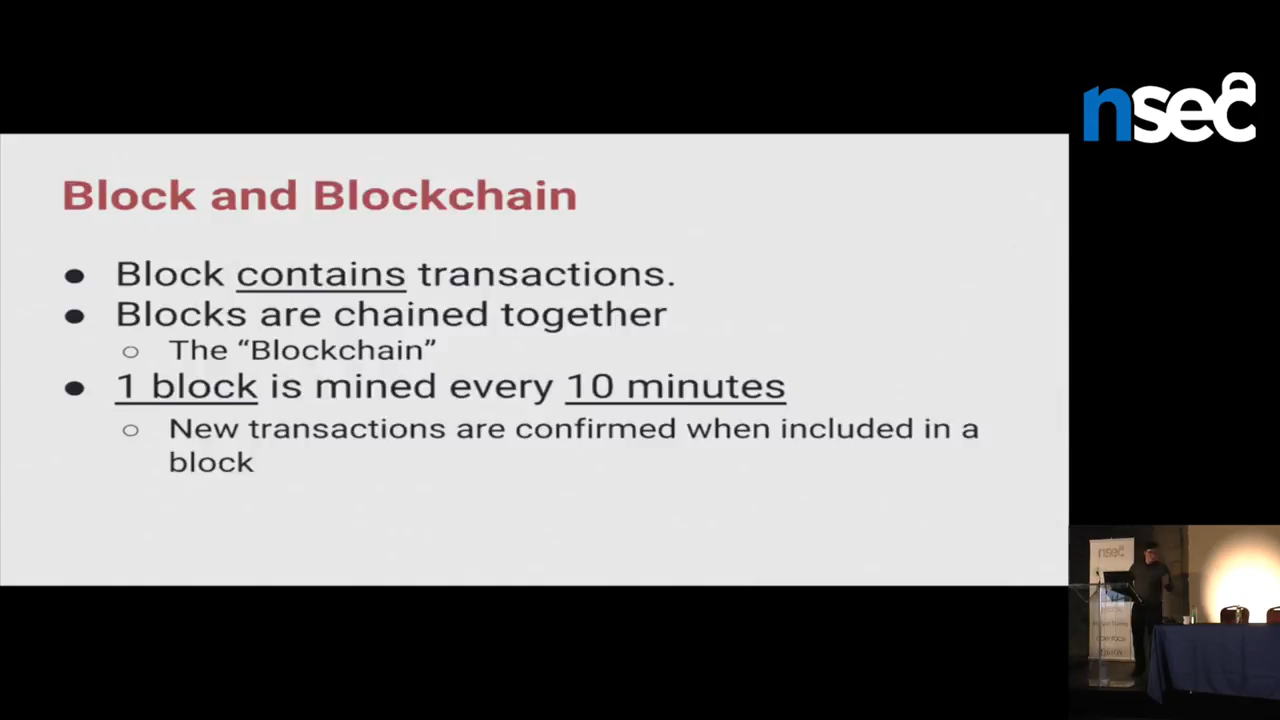 nsec
Block and Blockchain
● Block contains transactions.
● Blocks are chained together
○ The “Blockchain”
● 1 block is mined every 10 minutes
○ New transactions are confirmed when included in a
block
nsec